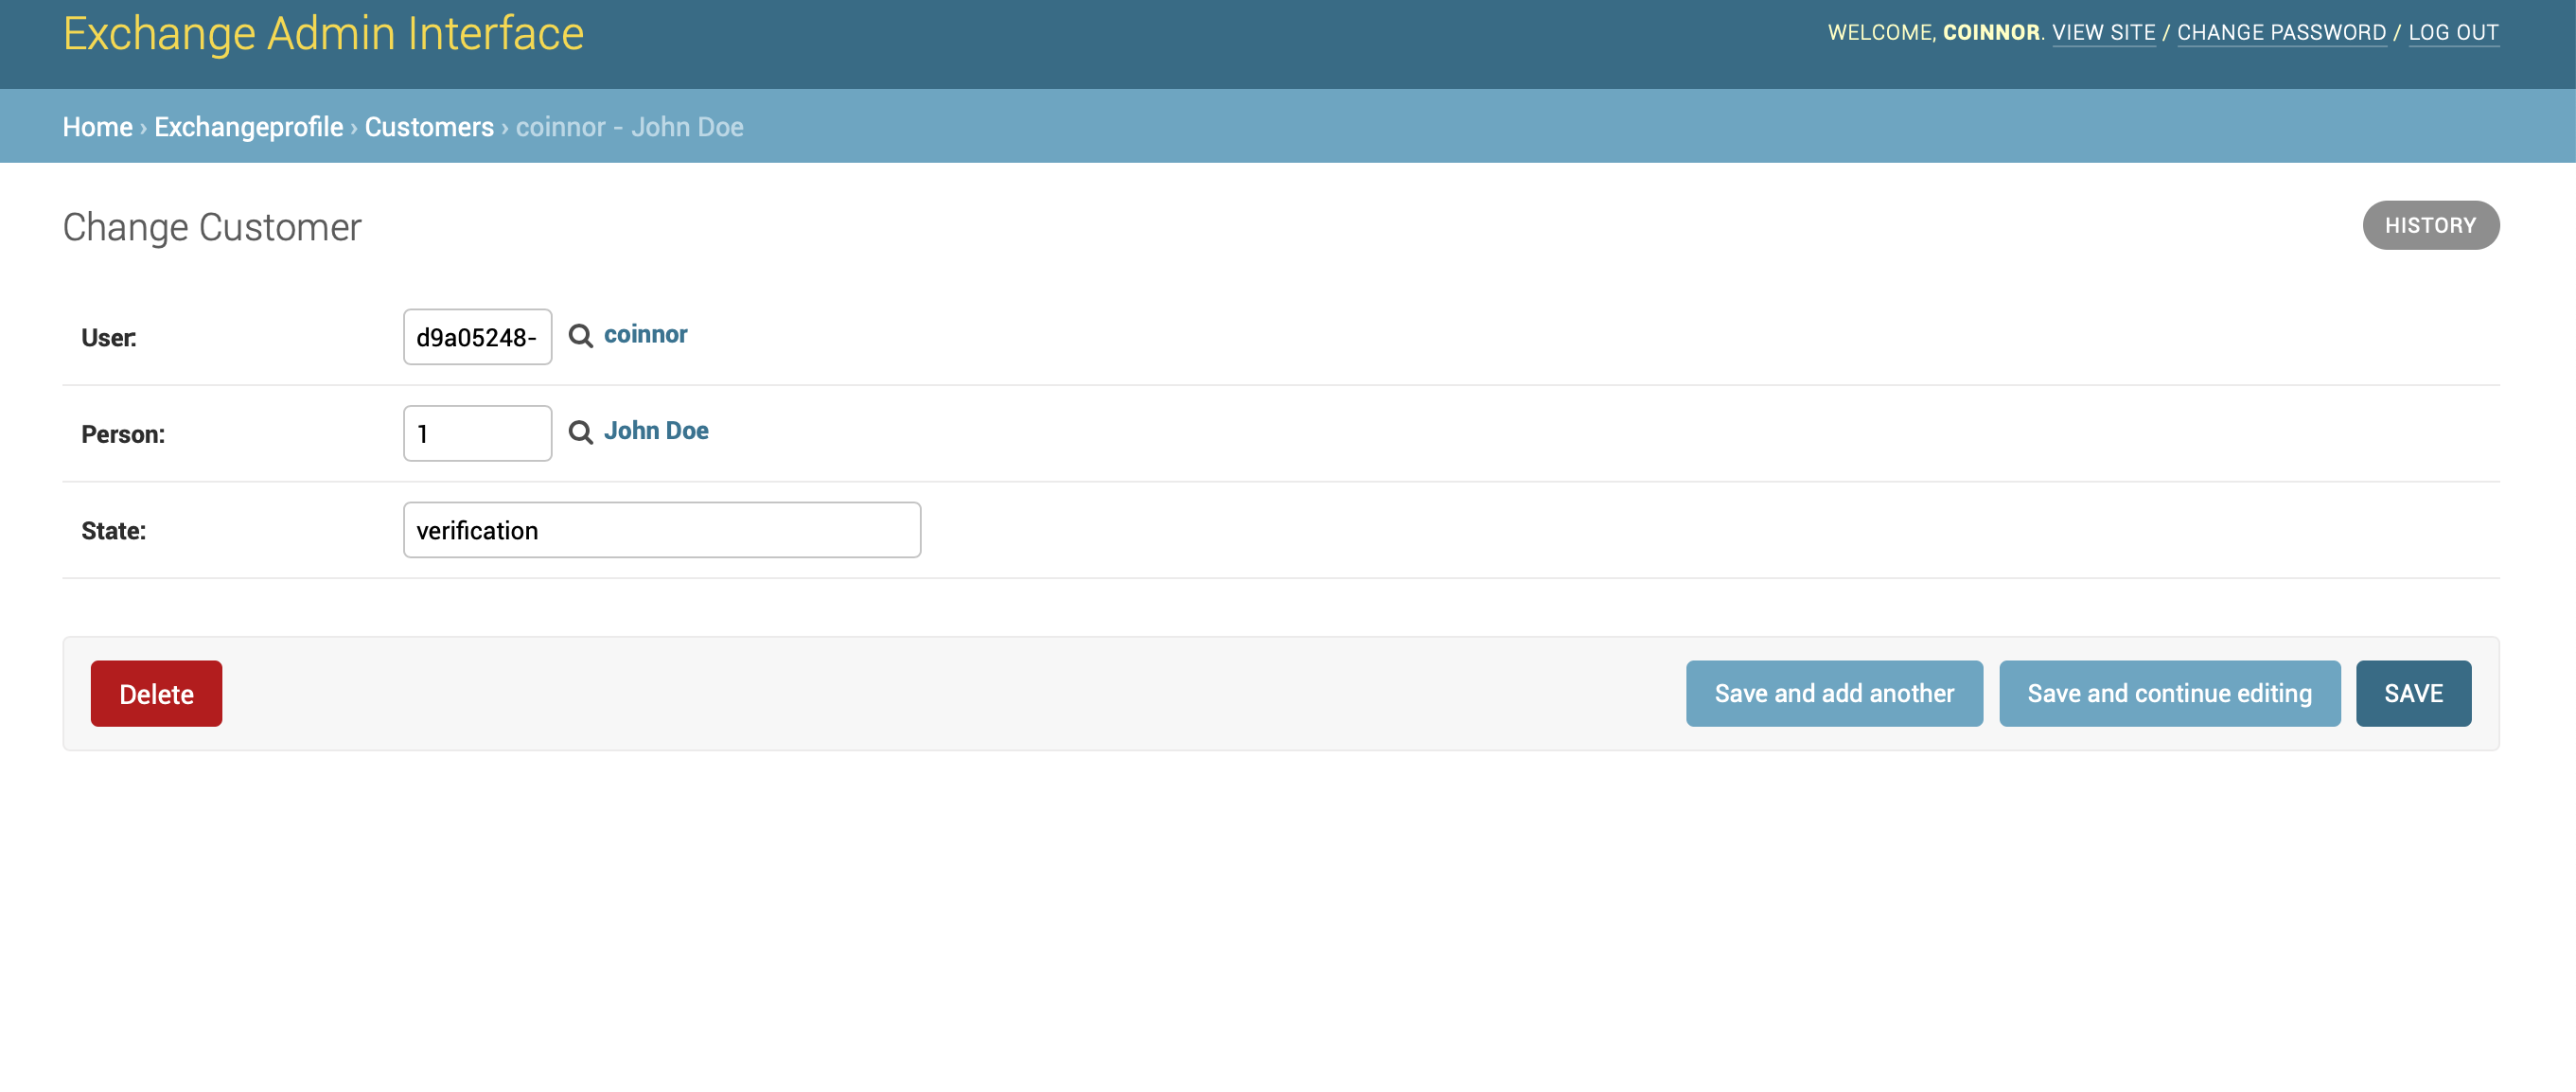 Exchange Admin Interface
WELCOME, COINNOR. VIEW SITE / CHANGE PASSWORD / LOG OUT
Home › Exchangeprofile › Customers › coinnor - John Doe
Change Customer
HISTORY
User: d9a05248- coinnor
Person: 1 John Doe
State: verification
Delete Save and add another Save and continue editing SAVE